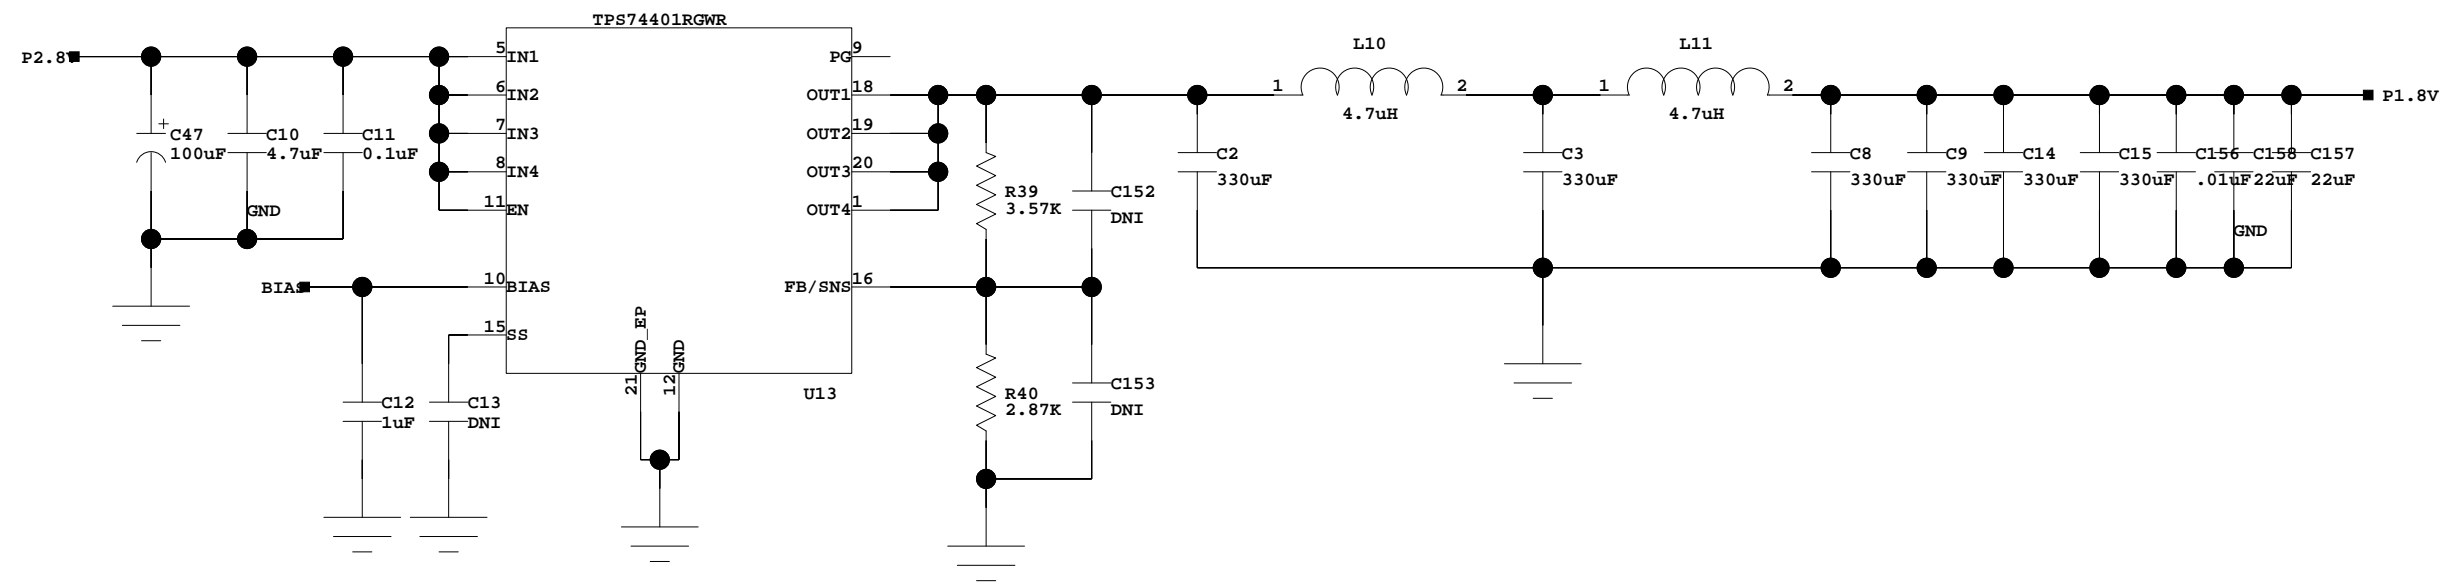 TPS74401RGWR
P2.8V
5
IN1
6
IN2
7
IN3
8
IN4
11
EN
10
BIAS
15
SS
BIAS
C47
100uF
C10
4.7uF
C11
0.1uF
GND
C12
1uF
C13
DNI
21
GND_EP
12
GND
U13
PG
9
OUT1
18
OUT2
19
OUT3
20
OUT4
1
FB/SNS
16
R39
3.57K
C152
DNI
R40
2.87K
C153
DNI
C2
330uF
L10
1
2
4.7uH
C3
330uF
L11
1
2
4.7uH
C8
330uF
C9
330uF
C14
330uF
C15
330uF
C156
.01uF
C158
22uF
C157
22uF
GND
P1.8V